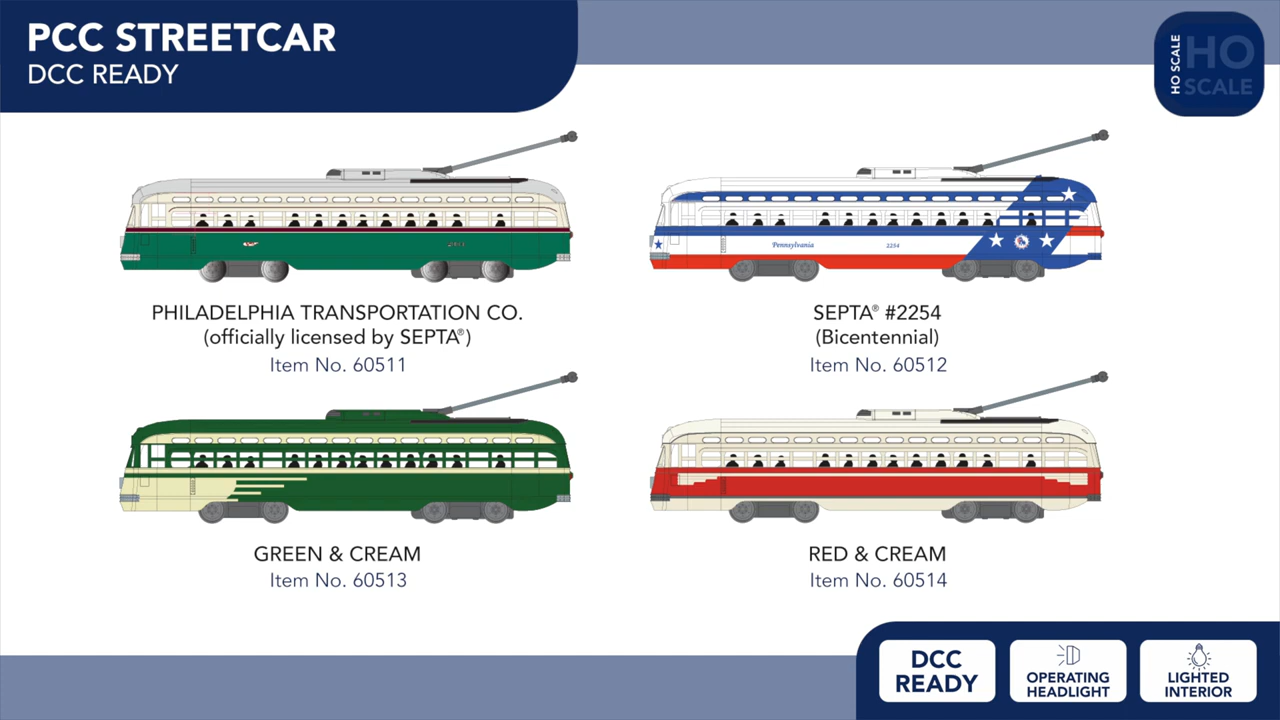 PCC STREETCAR
DCC READY
HO SCALE
HO
SCALE
Pennsylvania
2254
PHILADELPHIA TRANSPORTATION CO.
(officially licensed by SEPTA®)
Item No. 60511
SEPTA® #2254
(Bicentennial)
Item No. 60512
GREEN & CREAM
Item No. 60513
RED & CREAM
Item No. 60514
DCC
READY
OPERATING
HEADLIGHT
LIGHTED
INTERIOR